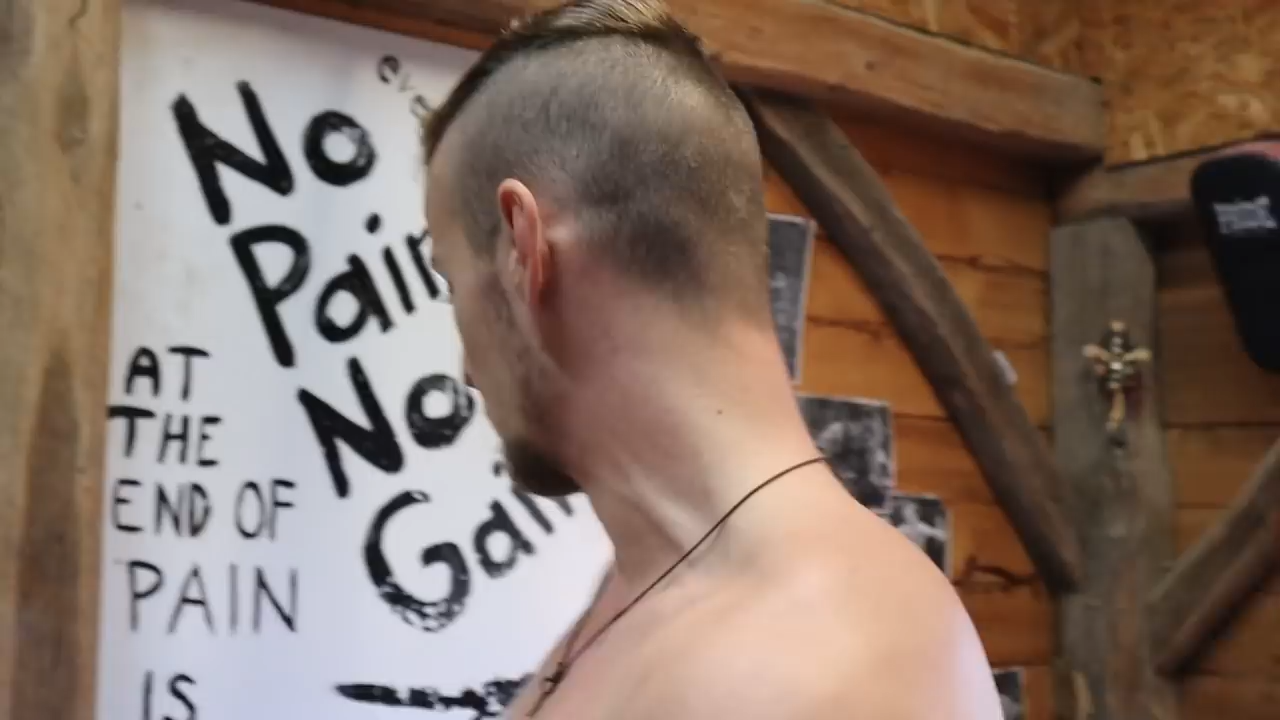 No
Pain
No
Gain
AT
THE
END OF
PAIN
IS